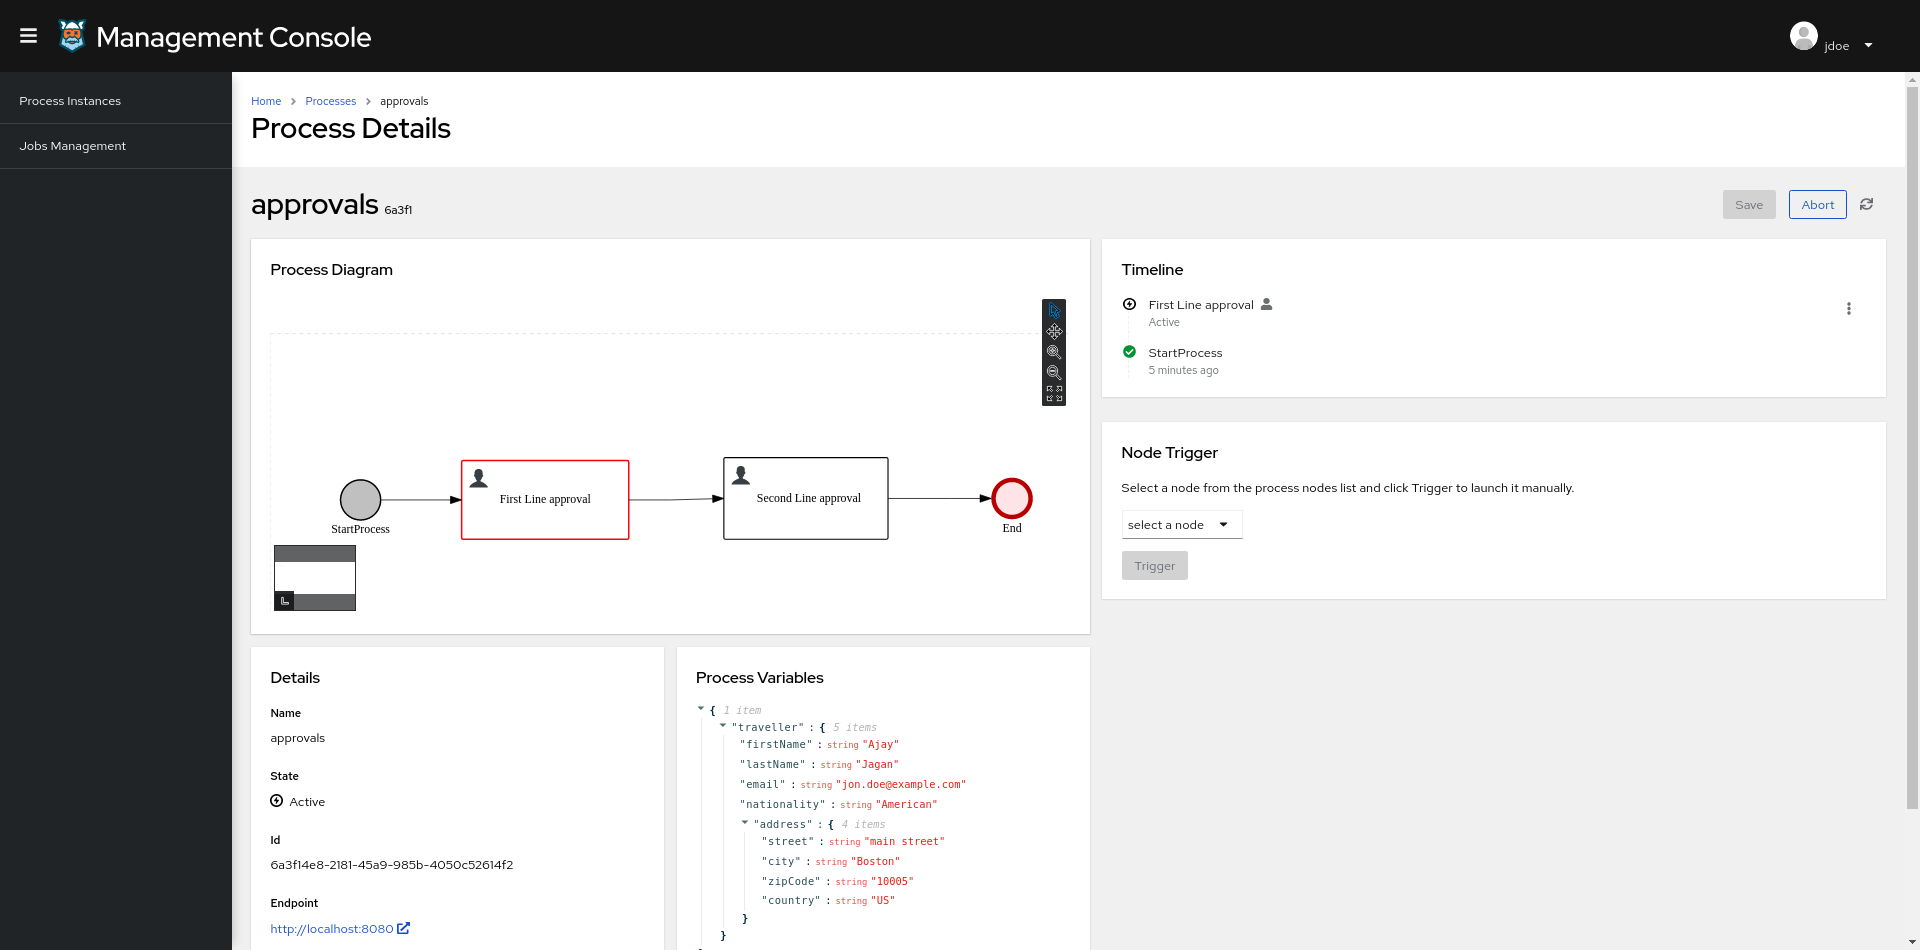 Management Console
jdoe
Process Instances
Jobs Management
Home > Processes > approvals
Process Details
approvals 6a3f1
Save
Abort
Process Diagram
StartProcess
First Line approval
Second Line approval
End
Timeline
First Line approval
Active
StartProcess
5 minutes ago
Node Trigger
Select a node from the process nodes list and click Trigger to launch it manually.
select a node
Trigger
Details
Name
approvals
State
Active
Id
6a3f14e8-2181-45a9-985b-4050c52614f2
Endpoint
http://localhost:8080
Process Variables
{ 1 item
"traveller" : { 5 items
"firstName" : string "Ajay"
"lastName" : string "Jagan"
"email" : string "jon.doe@example.com"
"nationality" : string "American"
"address" : { 4 items
"street" : string "main street"
"city" : string "Boston"
"zipCode" : string "10005"
"country" : string "US"
}
}